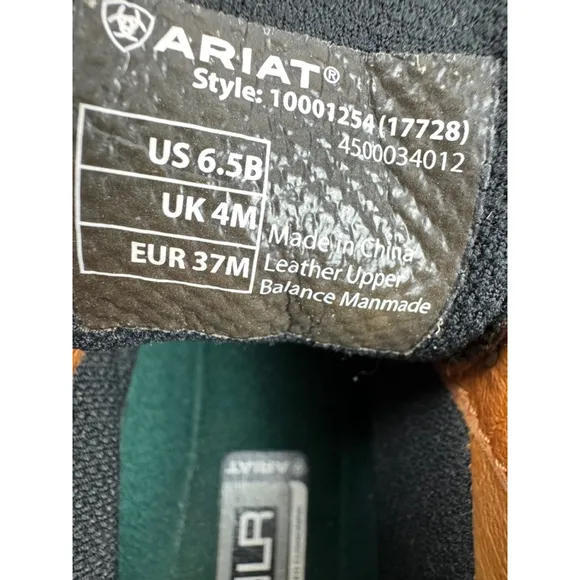 ARIAT®
Style: 10001254 (17728)
4500034012
US 6.5B
UK 4M
EUR 37M
Made in China
Leather Upper
Balance Manmade
ARIAT